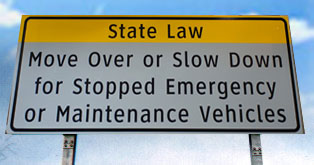 State Law
Move Over or Slow Down
for Stopped Emergency
or Maintenance Vehicles